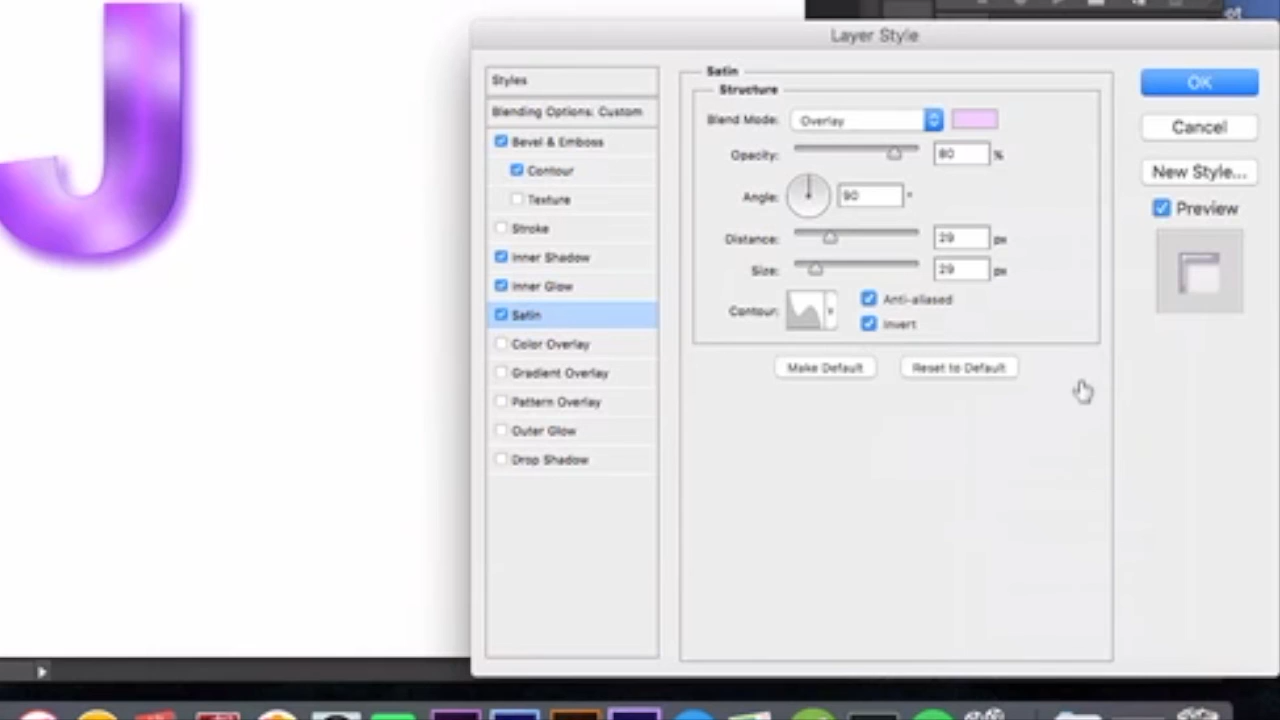 J
Layer Style
Styles
Blending Options: Custom
Bevel & Emboss
Contour
Texture
Stroke
Inner Shadow
Inner Glow
Satin
Color Overlay
Gradient Overlay
Pattern Overlay
Outer Glow
Drop Shadow
Satin
Structure
Blend Mode: Overlay
Opacity: 80 %
Angle: 90 °
Distance: 29 px
Size: 29 px
Contour:
Anti-aliased
Invert
Make Default
Reset to Default
OK
Cancel
New Style...
Preview